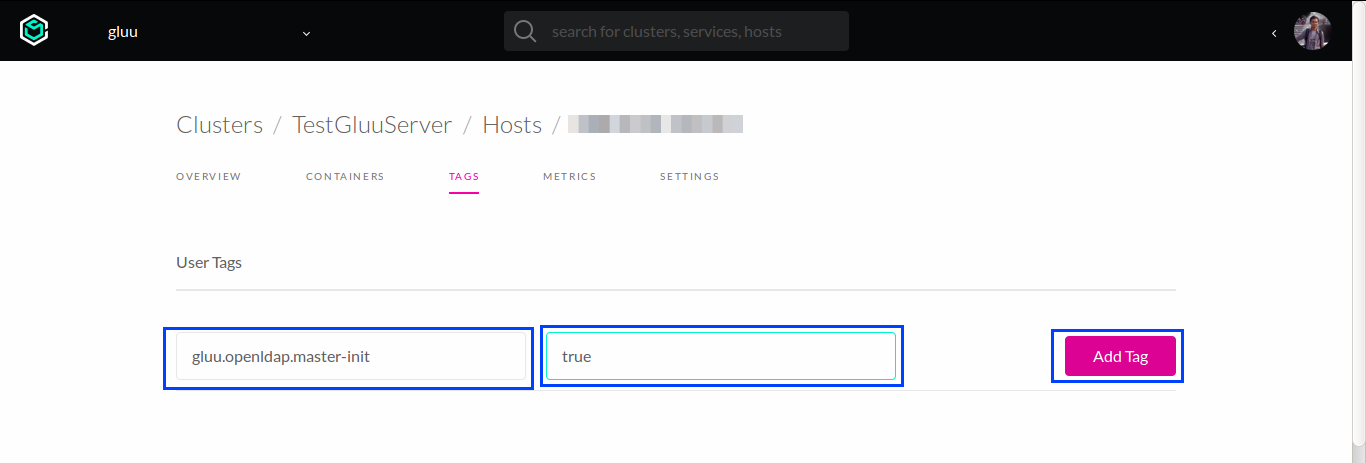 gluu search for clusters, services, hosts
Clusters / TestGluuServer / Hosts /
OVERVIEW CONTAINERS TAGS METRICS SETTINGS
User Tags
gluu.openldap.master-init true Add Tag